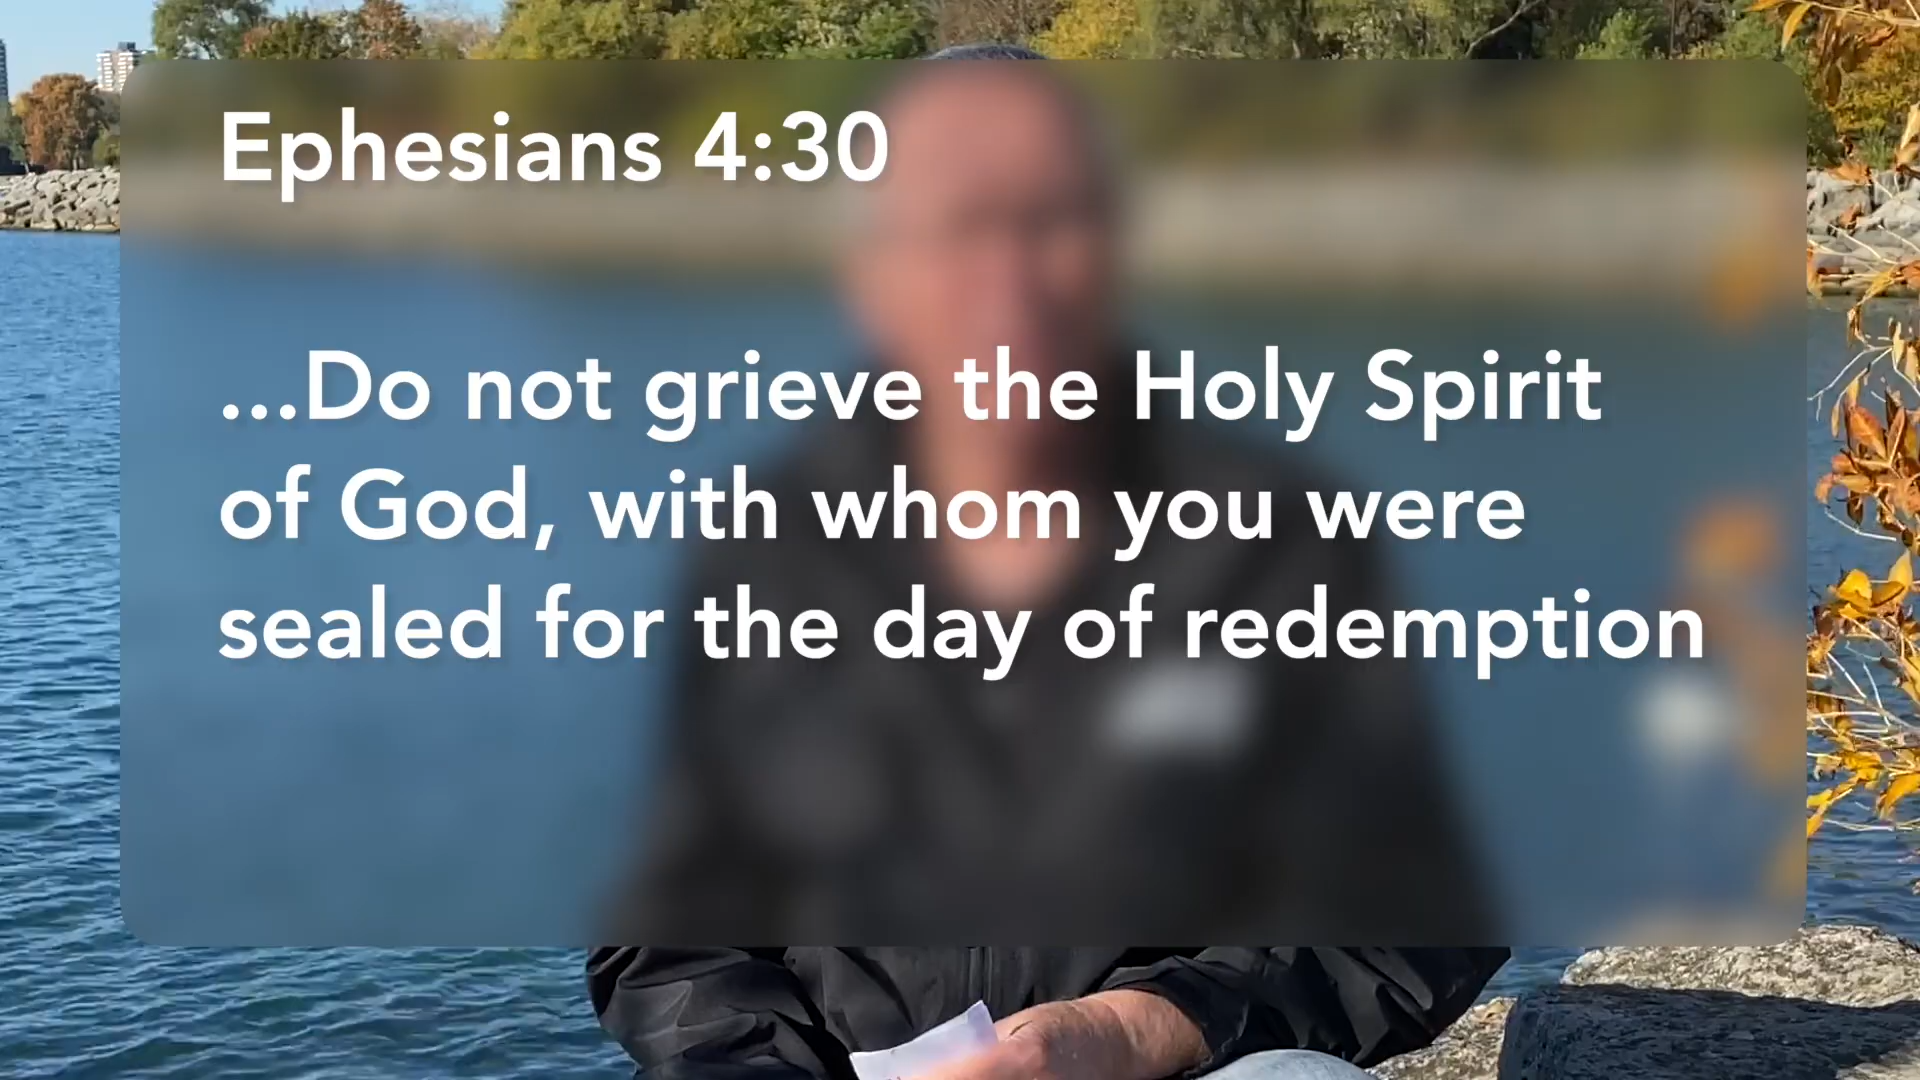 Ephesians 4:30
...Do not grieve the Holy Spirit
of God, with whom you were
sealed for the day of redemption